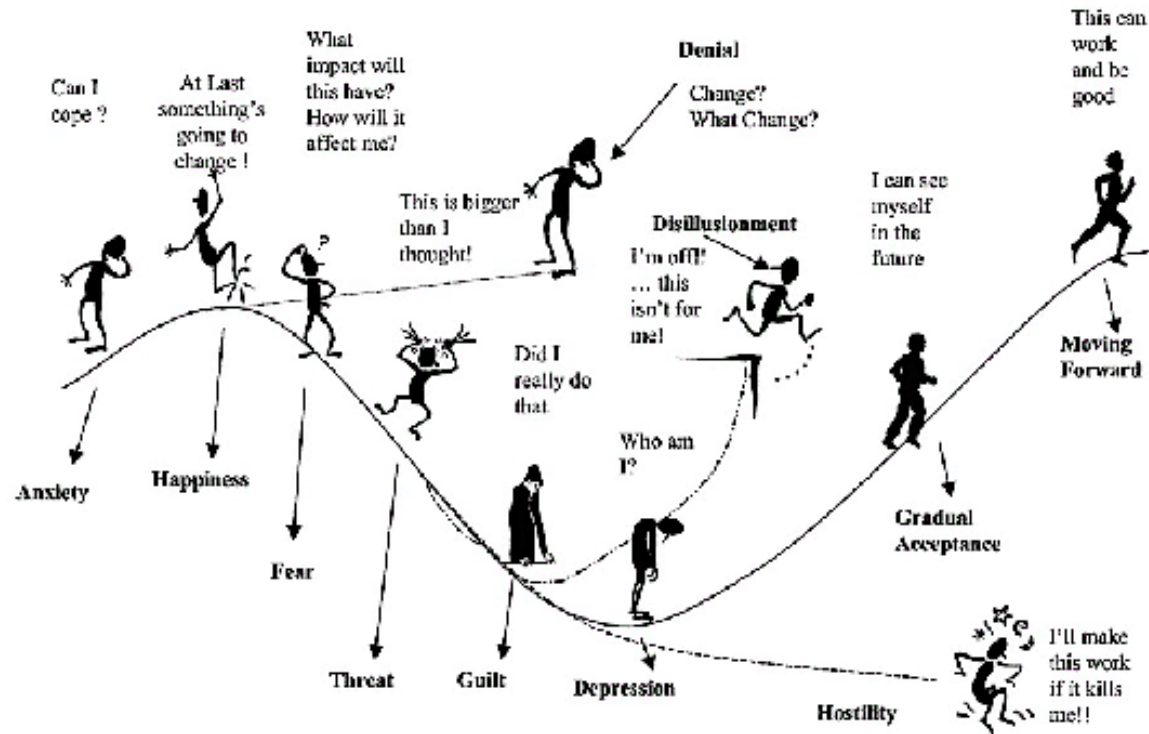 Can I
cope ?
At Last
something's
going to
change !
What
impact will
this have?
How will it
affect me?
Denial
Change?
What Change?
This can
work
and be
good
This is bigger
than I
thought!
Disillusionment
I'm off!!
... this
isn't for
me!
I can see
myself
in the
future
?
Did I
really do
that
Who am
I?
Moving
Forward
Anxiety
Happiness
Fear
Gradual
Acceptance
Threat
Guilt
Depression
Hostility
I'll make
this work
if it kills
me!!